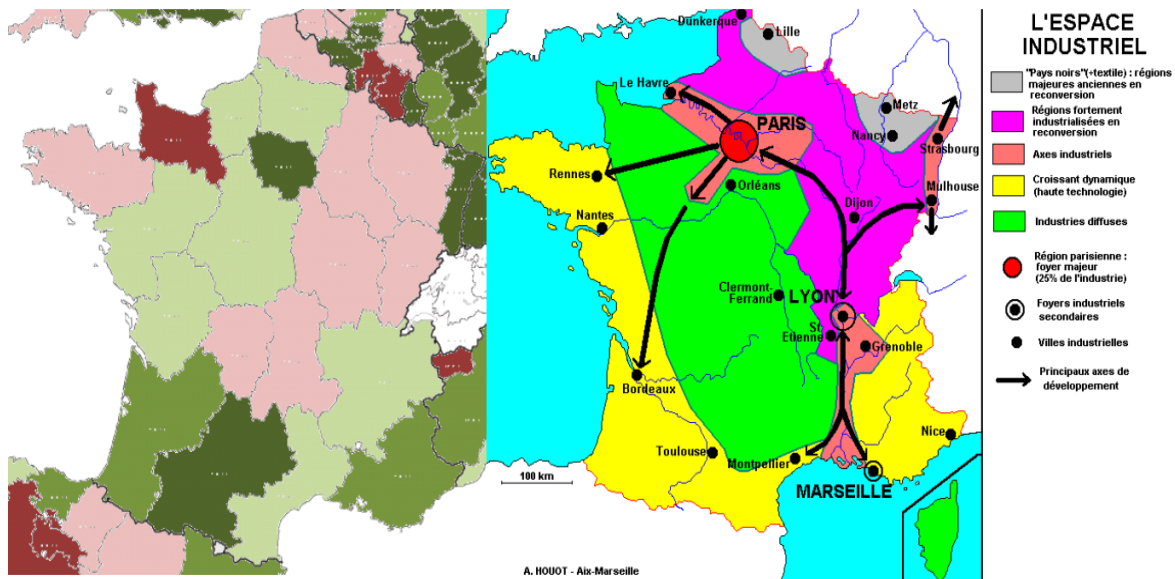 Dunkerque
Lille
Le Havre
Metz
PARIS
Nancy
Strasbourg
Rennes
Orléans
Mulhouse
Nantes
Dijon
Clermont-
Ferrand
LYON
St
Etienne
Grenoble
Bordeaux
Toulouse
Montpellier
Nice
MARSEILLE
100 km
A. HOUOT - Aix-Marseille
L'ESPACE
INDUSTRIEL
"Pays noirs"(+textile) : régions
majeures anciennes en
reconversion
Régions fortement
industrialisées en
reconversion
Axes industriels
Croissant dynamique
(haute technologie)
Industries diffuses
Région parisienne :
foyer majeur
(25% de l'industrie)
Foyers industriels
secondaires
Villes industrielles
Principaux axes de
développement